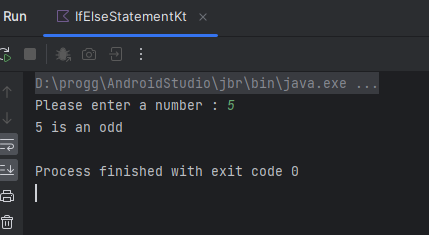 Run IfElseStatementKt
D:\progg\AndroidStudio\jbr\bin\java.exe ...
Please enter a number : 5
5 is an odd
Process finished with exit code 0